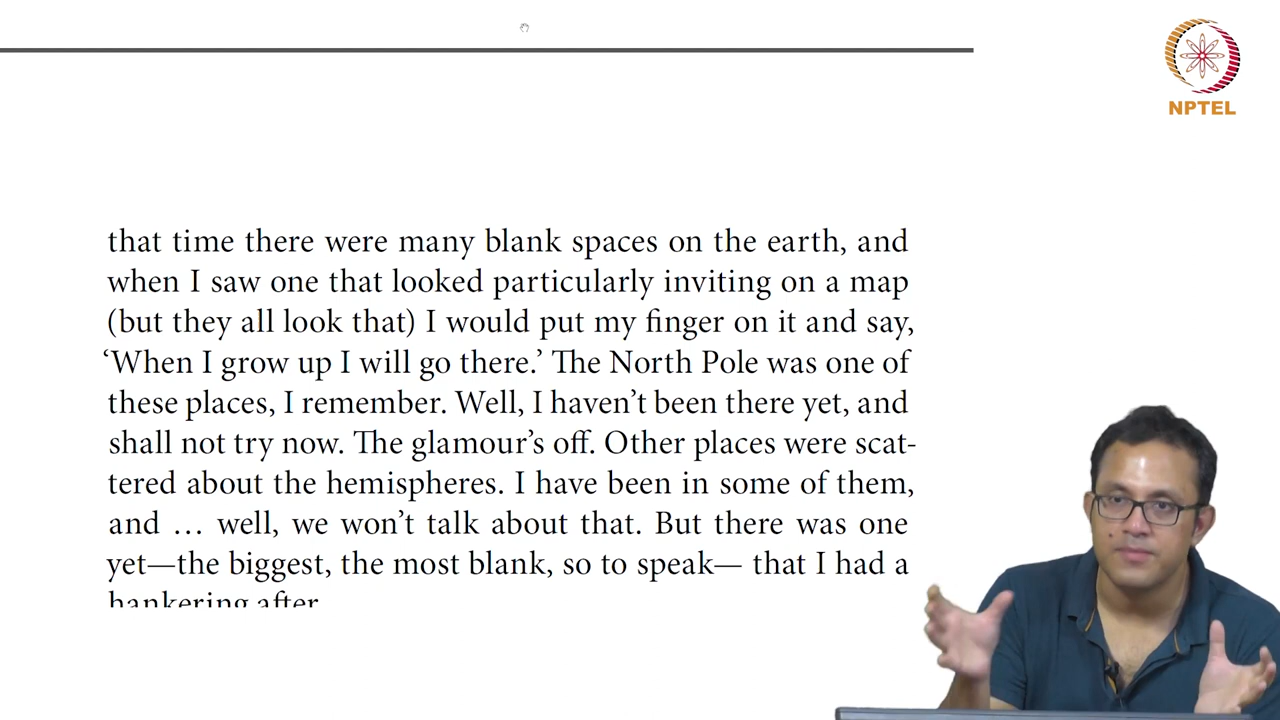 NPTEL
that time there were many blank spaces on the earth, and
when I saw one that looked particularly inviting on a map
(but they all look that) I would put my finger on it and say,
‘When I grow up I will go there.’ The North Pole was one of
these places, I remember. Well, I haven’t been there yet, and
shall not try now. The glamour’s off. Other places were scat-
tered about the hemispheres. I have been in some of them,
and … well, we won’t talk about that. But there was one
yet—the biggest, the most blank, so to speak— that I had a
hankering after